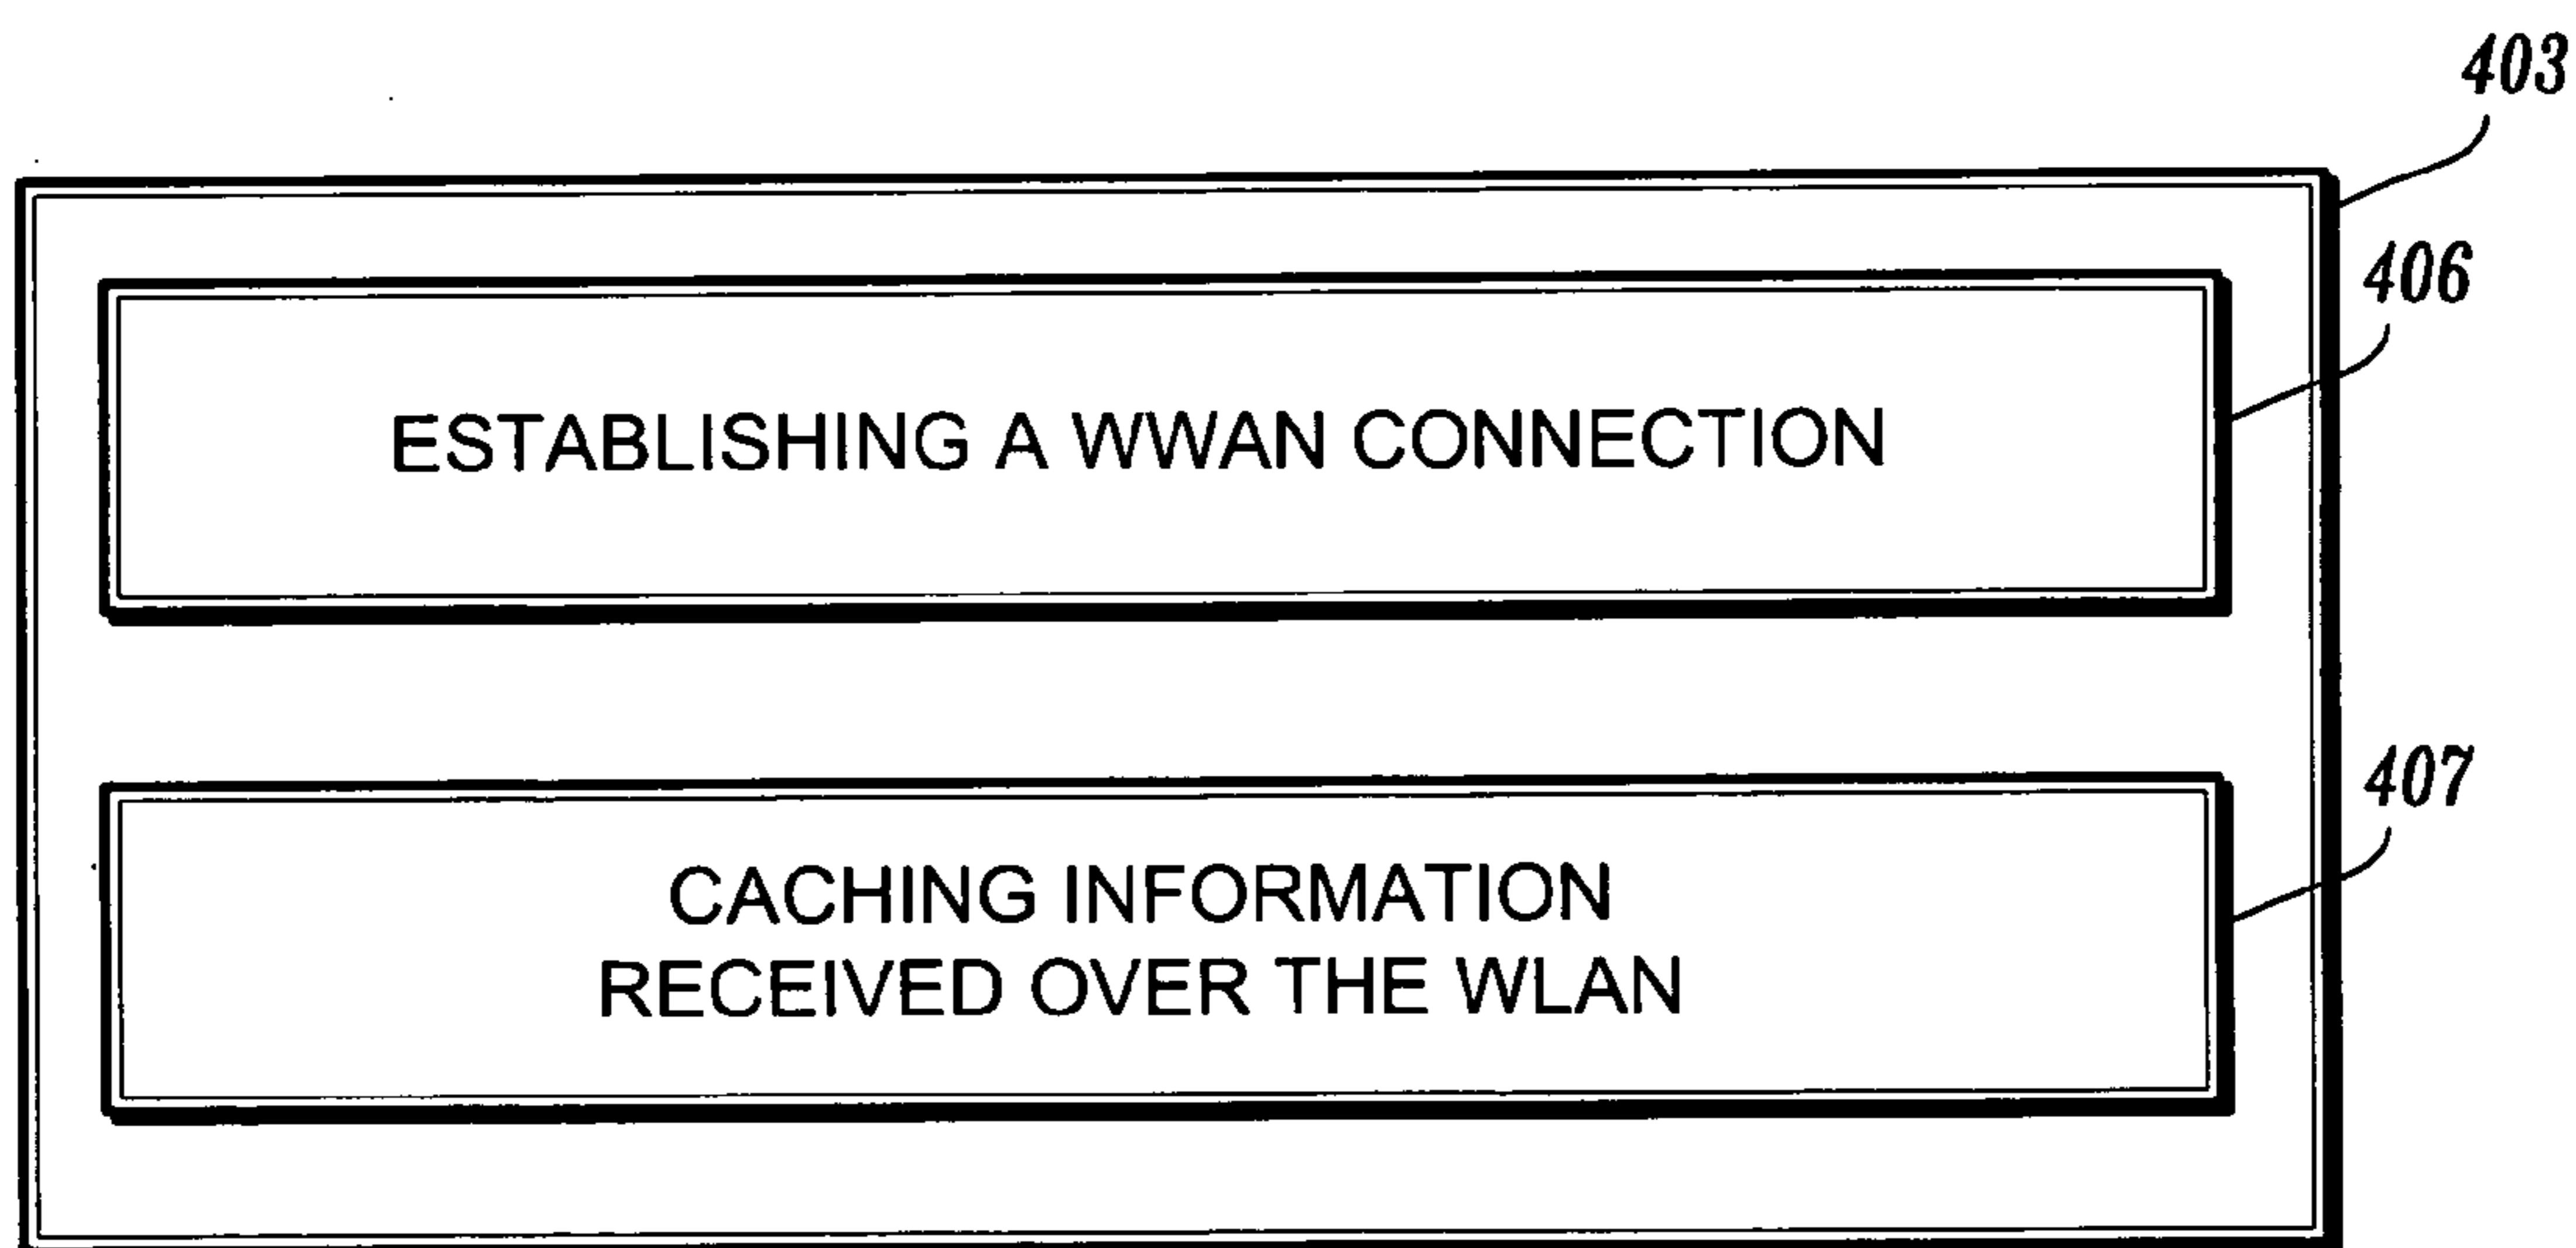 403
406
ESTABLISHING A WWAN CONNECTION
407
CACHING INFORMATION
RECEIVED OVER THE WLAN